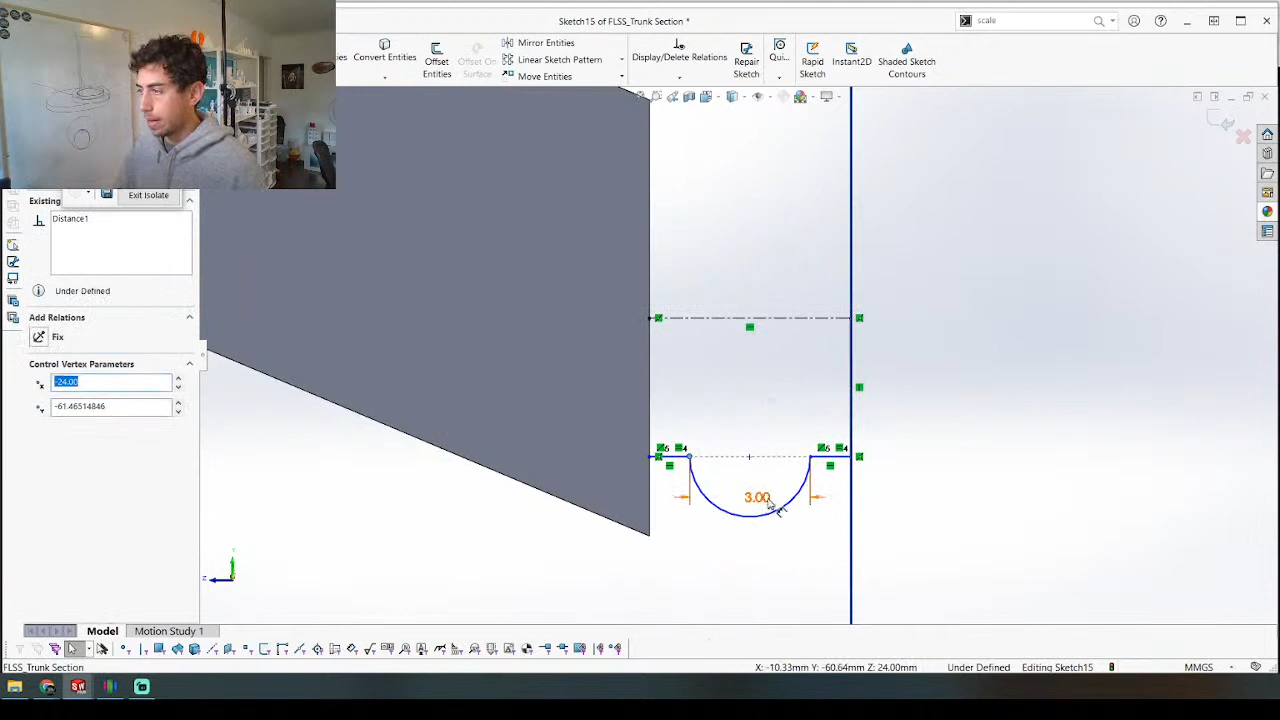 Sketch15 of FLSS_Trunk Section *
scale
Convert Entities
Offset
Entities
Offset On
Surface
Mirror Entities
Linear Sketch Pattern
Move Entities
Display/Delete Relations
Repair
Sketch
Qui...
Rapid
Sketch
Instant2D
Shaded Sketch
Contours
Exit Isolate
Existing
Distance1
Under Defined
Add Relations
Fix
Control Vertex Parameters
-24.00
-61.46514846
3.00
Model
Motion Study 1
FLSS_Trunk Section
X: -10.33mm Y: -60.64mm Z: 24.00mm
Under Defined
Editing Sketch15
MMGS